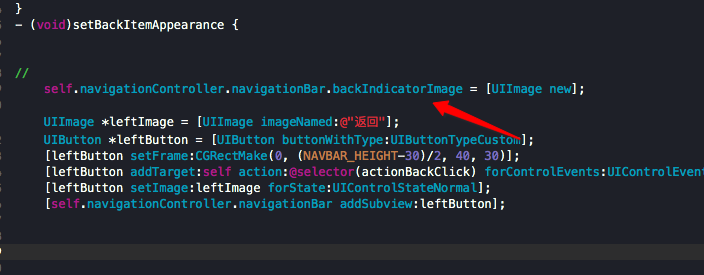 }
- (void)setBackItemAppearance {
//
self.navigationController.navigationBar.backIndicatorImage = [UIImage new];
UIImage *leftImage = [UIImage imageNamed:@"返回"];
UIButton *leftButton = [UIButton buttonWithType:UIButtonTypeCustom];
[leftButton setFrame:CGRectMake(0, (NAVBAR_HEIGHT-30)/2, 40, 30)];
[leftButton addTarget:self action:@selector(actionBackClick) forControlEvents:UIControlEvent
[leftButton setImage:leftImage forState:UIControlStateNormal];
[self.navigationController.navigationBar addSubview:leftButton];